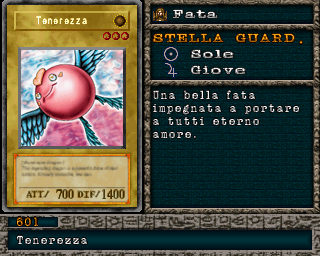 Tenerezza
Fata
STELLA GUARD.
Sole
Giove
Una bella fata
impegnata a portare
a tutti eterno
amore.
ATT/ 700 DIF/1400
601
Tenerezza